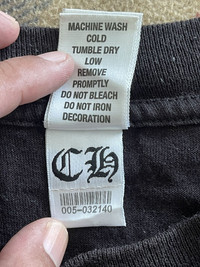 MACHINE WASH
COLD
TUMBLE DRY
LOW
REMOVE
PROMPTLY
DO NOT BLEACH
DO NOT IRON
DECORATION
CH
005-032140